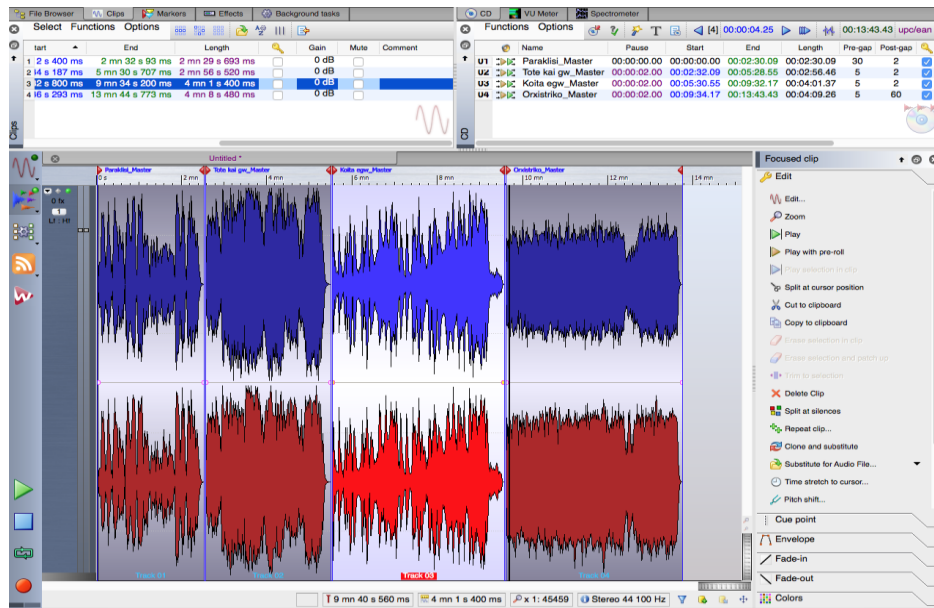 File Browser Clips Markers Effects Background tasks
Select Functions Options
tart End Length Gain Mute Comment
1 2 s 400 ms 2 mn 32 s 93 ms 2 mn 29 s 693 ms 0 dB
2 4 s 187 ms 5 mn 30 s 707 ms 2 mn 56 s 520 ms 0 dB
3 2 s 800 ms 9 mn 34 s 200 ms 4 mn 1 s 400 ms 0 dB
4 6 s 293 ms 13 mn 44 s 773 ms 4 mn 8 s 480 ms 0 dB
Clips
CD VU Meter Spectrometer
Functions Options T [4] 00:00:04.25 00:13:43.43 upc/ean
Name Pause Start End Length Pre-gap Post-gap
01 Paraklisi_Master 00:00:00.00 00:00:00.00 00:02:30.09 00:02:30.09 30 2
02 Tote kai gw_Master 00:00:02.00 00:02:32.09 00:05:28.55 00:02:56.46 5 2
03 Koita egw_Master 00:00:02.00 00:05:30.55 00:09:32.17 00:04:01.37 5 2
04 Orxistriko_Master 00:00:02.00 00:09:34.17 00:13:43.43 00:04:09.26 5 60
CD
Untitled *
Paraklisi_Master Tote kai gw_Master Koita egw_Master Orxistriko_Master
0 s 2 mn 4 mn 6 mn 8 mn 10 mn 12 mn 14 mn
0 fx
1
Lf Hf
Track 01 Track 02 Track 03 Track 04
Focused clip
Edit
Edit...
Zoom
Play
Play with pre-roll
Play selection in clip
Split at cursor position
Cut to clipboard
Copy to clipboard
Erase selection in clip
Erase selection and patch up
Trim to selection
Delete Clip
Split at silences
Repeat clip...
Clone and substitute
Substitute for Audio File...
Time stretch to cursor...
Pitch shift...
Cue point
Envelope
Fade-in
Fade-out
Colors
9 mn 40 s 560 ms 4 mn 1 s 400 ms x 1: 45459 Stereo 44 100 Hz